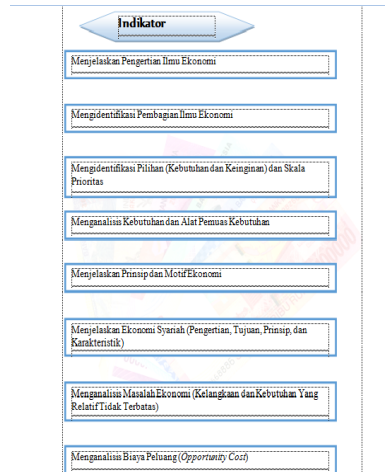 Indikator
Menjelaskan Pengertian Ilmu Ekonomi
Mengidentifikasi Pembagian Ilmu Ekonomi
Mengidentifikasi Pilihan (Kebutuhan dan Keinginan) dan Skala
Prioritas
Menganalisis Kebutuhan dan Alat Pemuas Kebutuhan
Menjelaskan Prinsip dan Motif Ekonomi
Menjelaskan Ekonomi Syariah (Pengertian, Tujuan, Prinsip, dan
Karakteristik)
Menganalisis Masalah Ekonomi (Kelangkaan dan Kebutuhan Yang
Relatif Tidak Terbatas)
Menganalisis Biaya Peluang (Opportunity Cost)